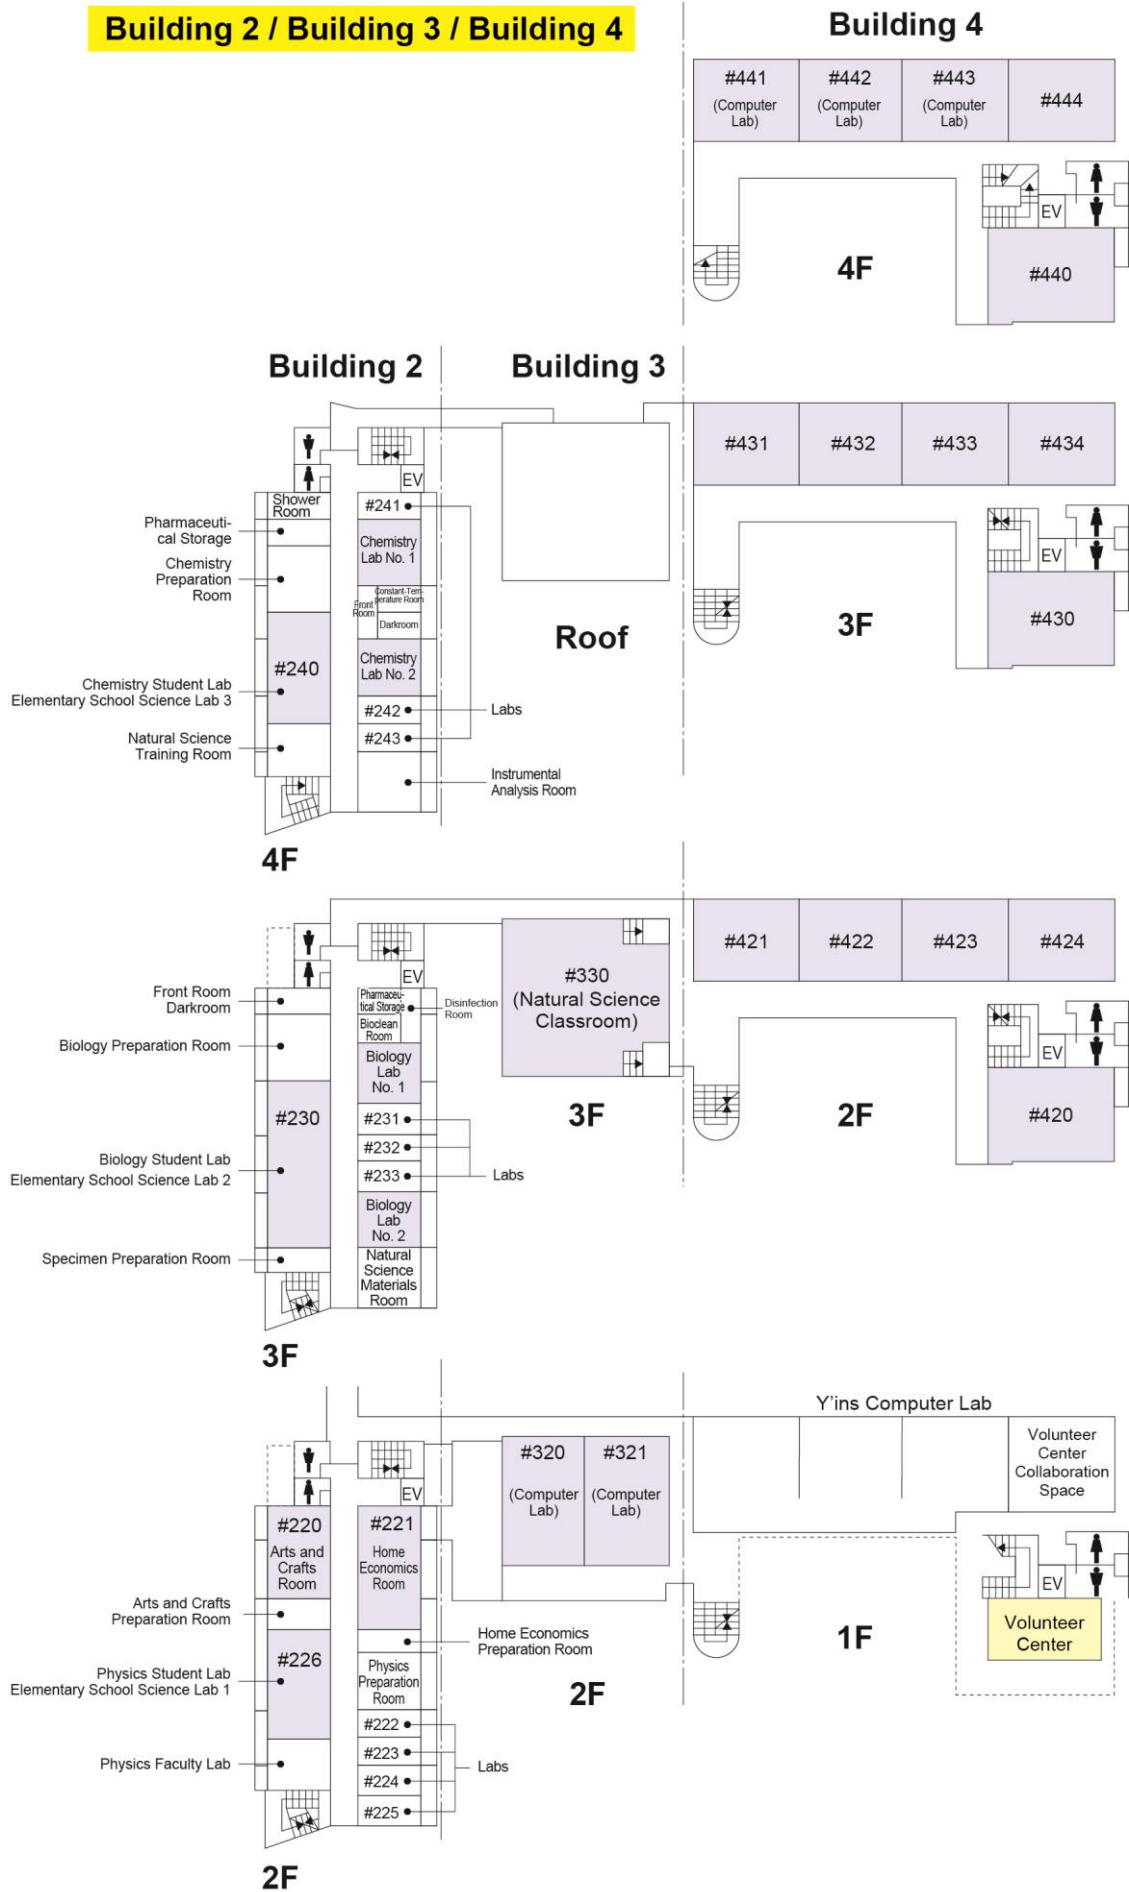 Building 2 / Building 3 / Building 4
Building 4
#441
(Computer
Lab)
#442
(Computer
Lab)
#443
(Computer
Lab)
#444
EV
#440
4F
Building 2
Building 3
#431
#432
#433
#434
EV
#430
3F
EV
Shower
Room
#241
Pharmaceuti-
cal Storage
Chemistry
Lab No. 1
Chemistry
Preparation
Room
Constant-Tem-
perature Room
Front
Room
Darkroom
Roof
#240
Chemistry
Lab No. 2
Chemistry Student Lab
Elementary School Science Lab 3
#242
Labs
#243
Natural Science
Training Room
Instrumental
Analysis Room
4F
#421
#422
#423
#424
EV
#420
2F
#330
(Natural Science
Classroom)
3F
EV
Front Room
Darkroom
Pharmaceu-
tical Storage
Disinfection
Room
Bioclean
Room
Biology Preparation Room
Biology
Lab
No. 1
#230
#231
#232
#233
Labs
Biology Student Lab
Elementary School Science Lab 2
Biology
Lab
No. 2
Specimen Preparation Room
Natural
Science
Materials
Room
3F
Y'ins Computer Lab
Volunteer
Center
Collaboration
Space
#320
(Computer
Lab)
#321
(Computer
Lab)
EV
EV
#220
Arts and
Crafts
Room
#221
Home
Economics
Room
Volunteer
Center
1F
Arts and Crafts
Preparation Room
Home Economics
Preparation Room
#226
Physics
Preparation
Room
2F
Physics Student Lab
Elementary School Science Lab 1
#222
#223
Labs
Physics Faculty Lab
#224
#225
2F